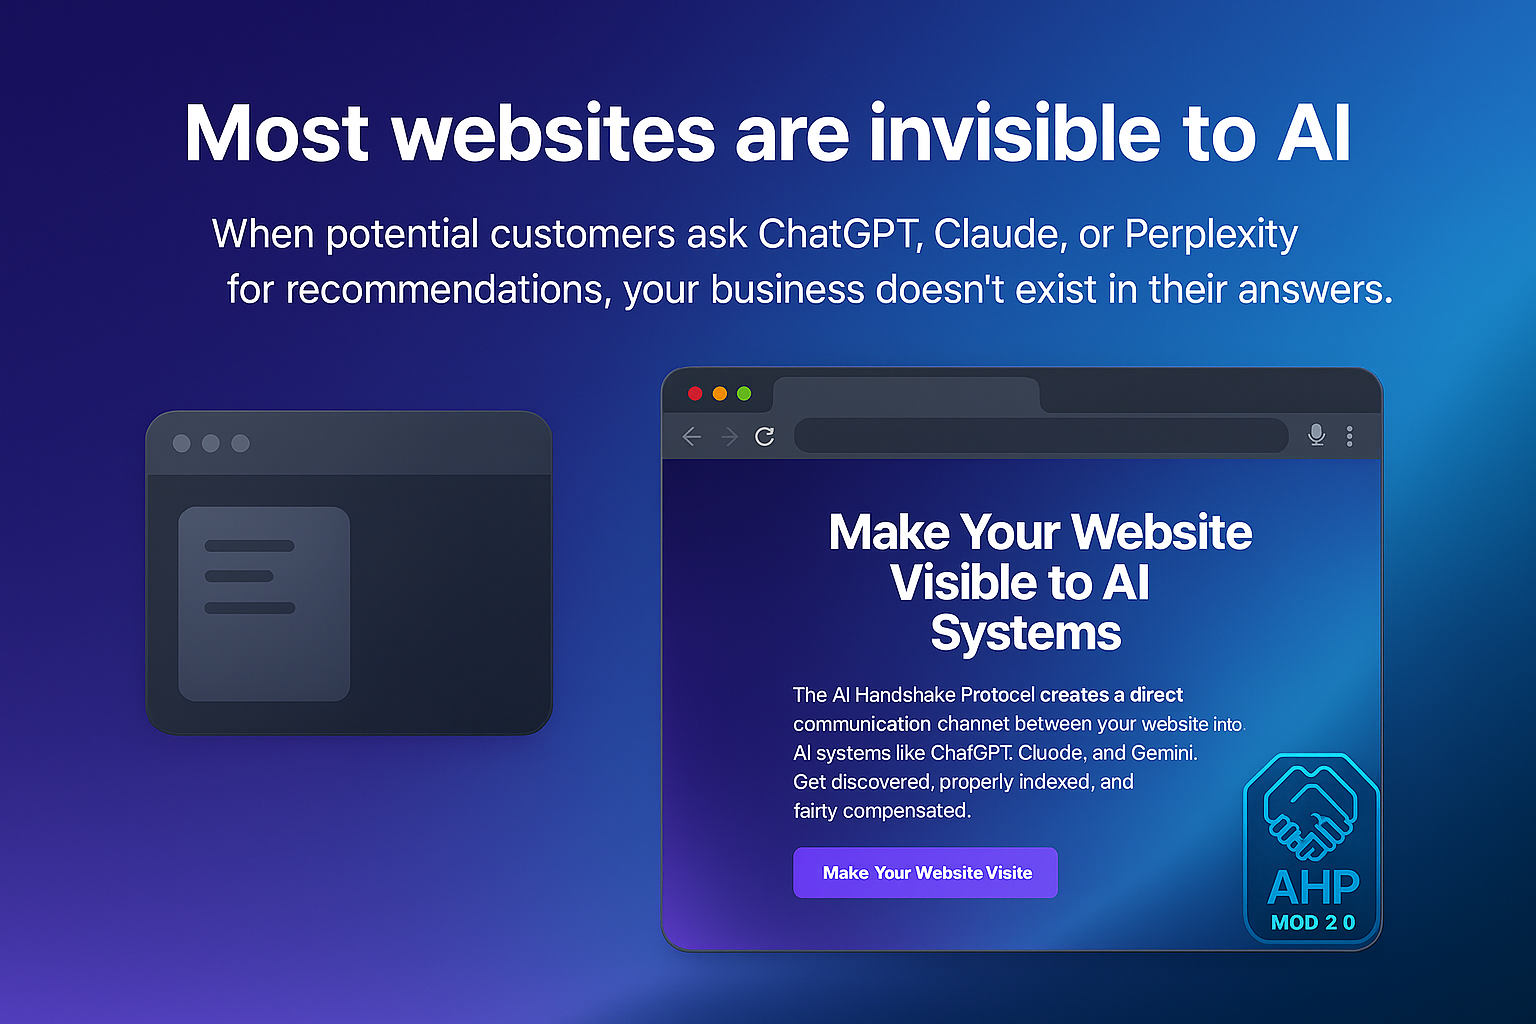 Most websites are invisible to AI
When potential customers ask ChatGPT, Claude, or Perplexity
for recommendations, your business doesn't exist in their answers.
Make Your Website
Visible to AI
Systems
The AI Handshake Protocel creates a direct
communication channet between your website into.
AI systems like ChafGPT. Cluode, and Gemini.
Get discovered, properly indexed, and
fairty compensated.
Make Your Website Visite
AHP
MOD 2 0